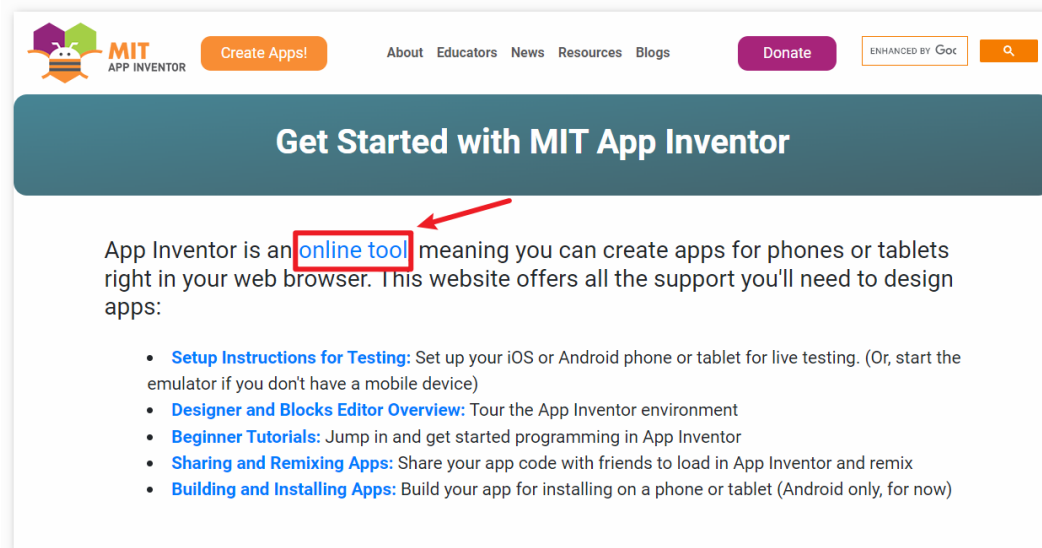 MIT
APP INVENTOR
Create Apps!
About Educators News Resources Blogs
Donate
ENHANCED BY Goo
Get Started with MIT App Inventor
App Inventor is an online tool meaning you can create apps for phones or tablets
right in your web browser. This website offers all the support you'll need to design
apps:
• Setup Instructions for Testing: Set up your iOS or Android phone or tablet for live testing. (Or, start the
emulator if you don't have a mobile device)
• Designer and Blocks Editor Overview: Tour the App Inventor environment
• Beginner Tutorials: Jump in and get started programming in App Inventor
• Sharing and Remixing Apps: Share your app code with friends to load in App Inventor and remix
• Building and Installing Apps: Build your app for installing on a phone or tablet (Android only, for now)